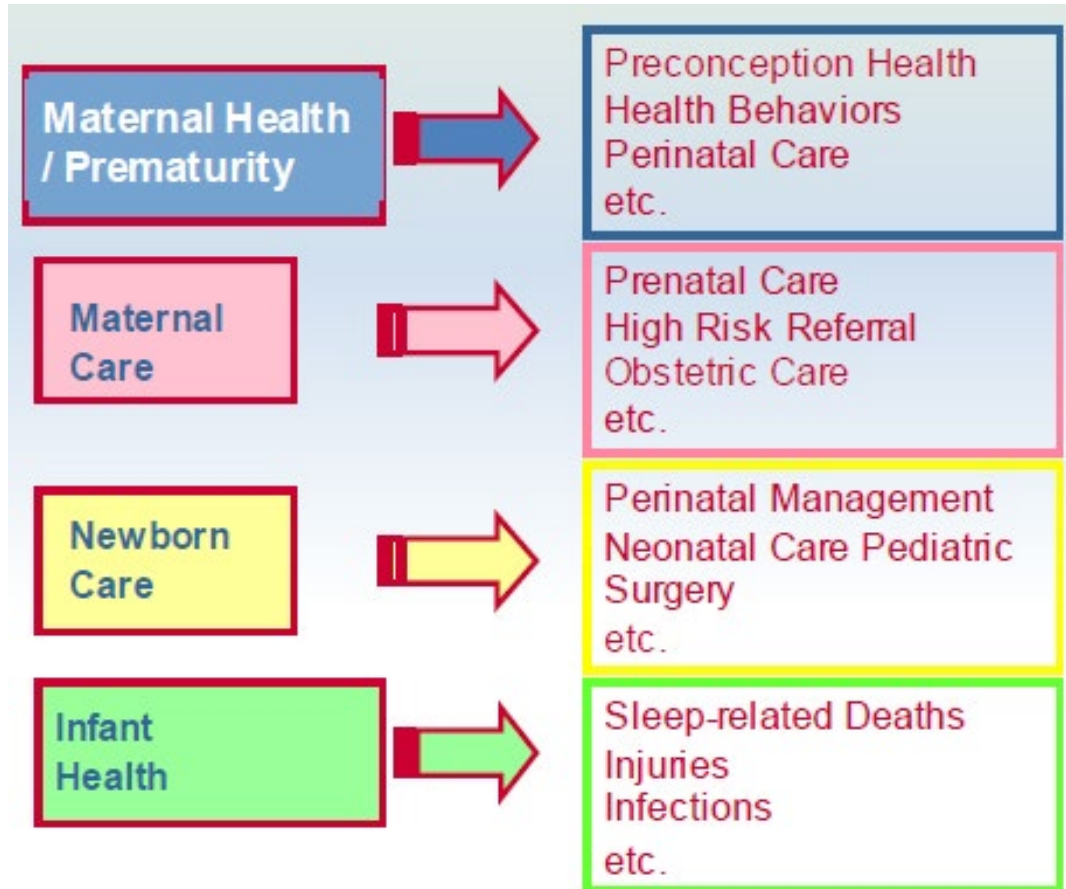 Maternal Health
/ Prematurity
Preconception Health
Health Behaviors
Perinatal Care
etc.
Maternal
Care
Prenatal Care
High Risk Referral
Obstetric Care
etc.
Newborn
Care
Perinatal Management
Neonatal Care Pediatric
Surgery
etc.
Infant
Health
Sleep-related Deaths
Injuries
Infections
etc.